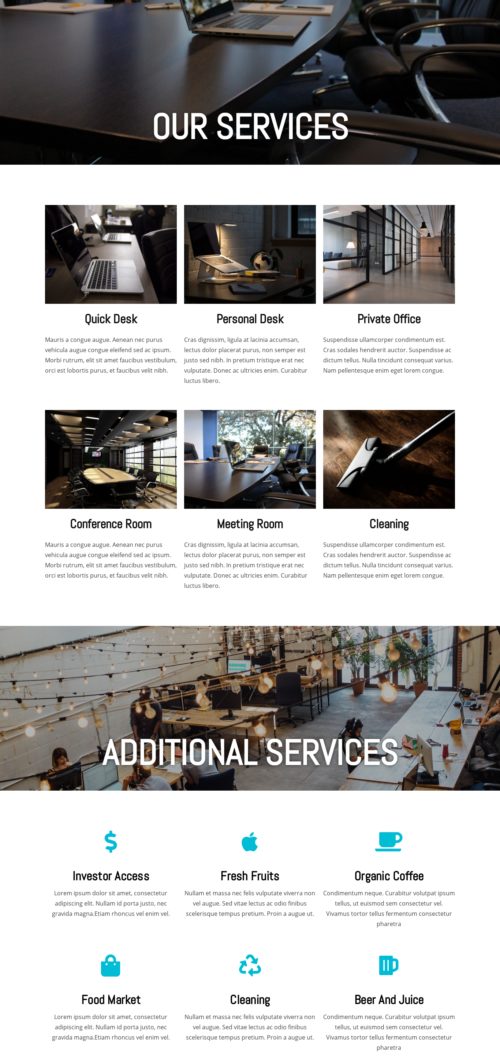 OUR SERVICES
Quick Desk
Mauris a congue augue. Aenean nec purus
vehicula augue congue eleifend sed ac ipsum.
Morbi rutrum, elit sit amet faucibus vestibulum,
orci est lobortis purus, et faucibus velit nibh.
Personal Desk
Cras dignissim, ligula at lacinia accumsan,
lectus dolor placerat purus, non semper est
justo sed nibh. In pretium tristique erat nec
vulputate. Donec ac ultricies enim. Curabitur
luctus libero.
Private Office
Suspendisse ullamcorper condimentum est.
Cras sodales hendrerit auctor. Suspendisse ac
dictum tellus. Nulla tincidunt consequat varius.
Nam pellentesque enim eget lorem congue.
Conference Room
Mauris a congue augue. Aenean nec purus
vehicula augue congue eleifend sed ac ipsum.
Morbi rutrum, elit sit amet faucibus vestibulum,
orci est lobortis purus, et faucibus velit nibh.
Meeting Room
Cras dignissim, ligula at lacinia accumsan,
lectus dolor placerat purus, non semper est
justo sed nibh. In pretium tristique erat nec
vulputate. Donec ac ultricies enim. Curabitur
luctus libero.
Cleaning
Suspendisse ullamcorper condimentum est.
Cras sodales hendrerit auctor. Suspendisse ac
dictum tellus. Nulla tincidunt consequat varius.
Nam pellentesque enim eget lorem congue.
ADDITIONAL SERVICES
Investor Access
Lorem ipsum dolor sit amet, consectetur
adipiscing elit. Nullam id porta justo, nec
gravida magna.Etiam rhoncus vel enim vel.
Fresh Fruits
Nullam et massa nec felis vulputate viverra non
vel augue. Sed vitae lectus ac odio finibus
scelerisque tempus pretium. Proin a augue ut.
Organic Coffee
Condimentum neque. Curabitur volutpat ipsum
tellus, ut euismod sem consectetur vel.
Vivamus tortor tellus fermentum consectetur
pharetra
Food Market
Lorem ipsum dolor sit amet, consectetur
adipiscing elit. Nullam id porta justo, nec
gravida magna.Etiam rhoncus vel enim vel.
Cleaning
Nullam et massa nec felis vulputate viverra non
vel augue. Sed vitae lectus ac odio finibus
scelerisque tempus pretium. Proin a augue ut.
Beer And Juice
Condimentum neque. Curabitur volutpat ipsum
tellus, ut euismod sem consectetur vel.
Vivamus tortor tellus fermentum consectetur
pharetra